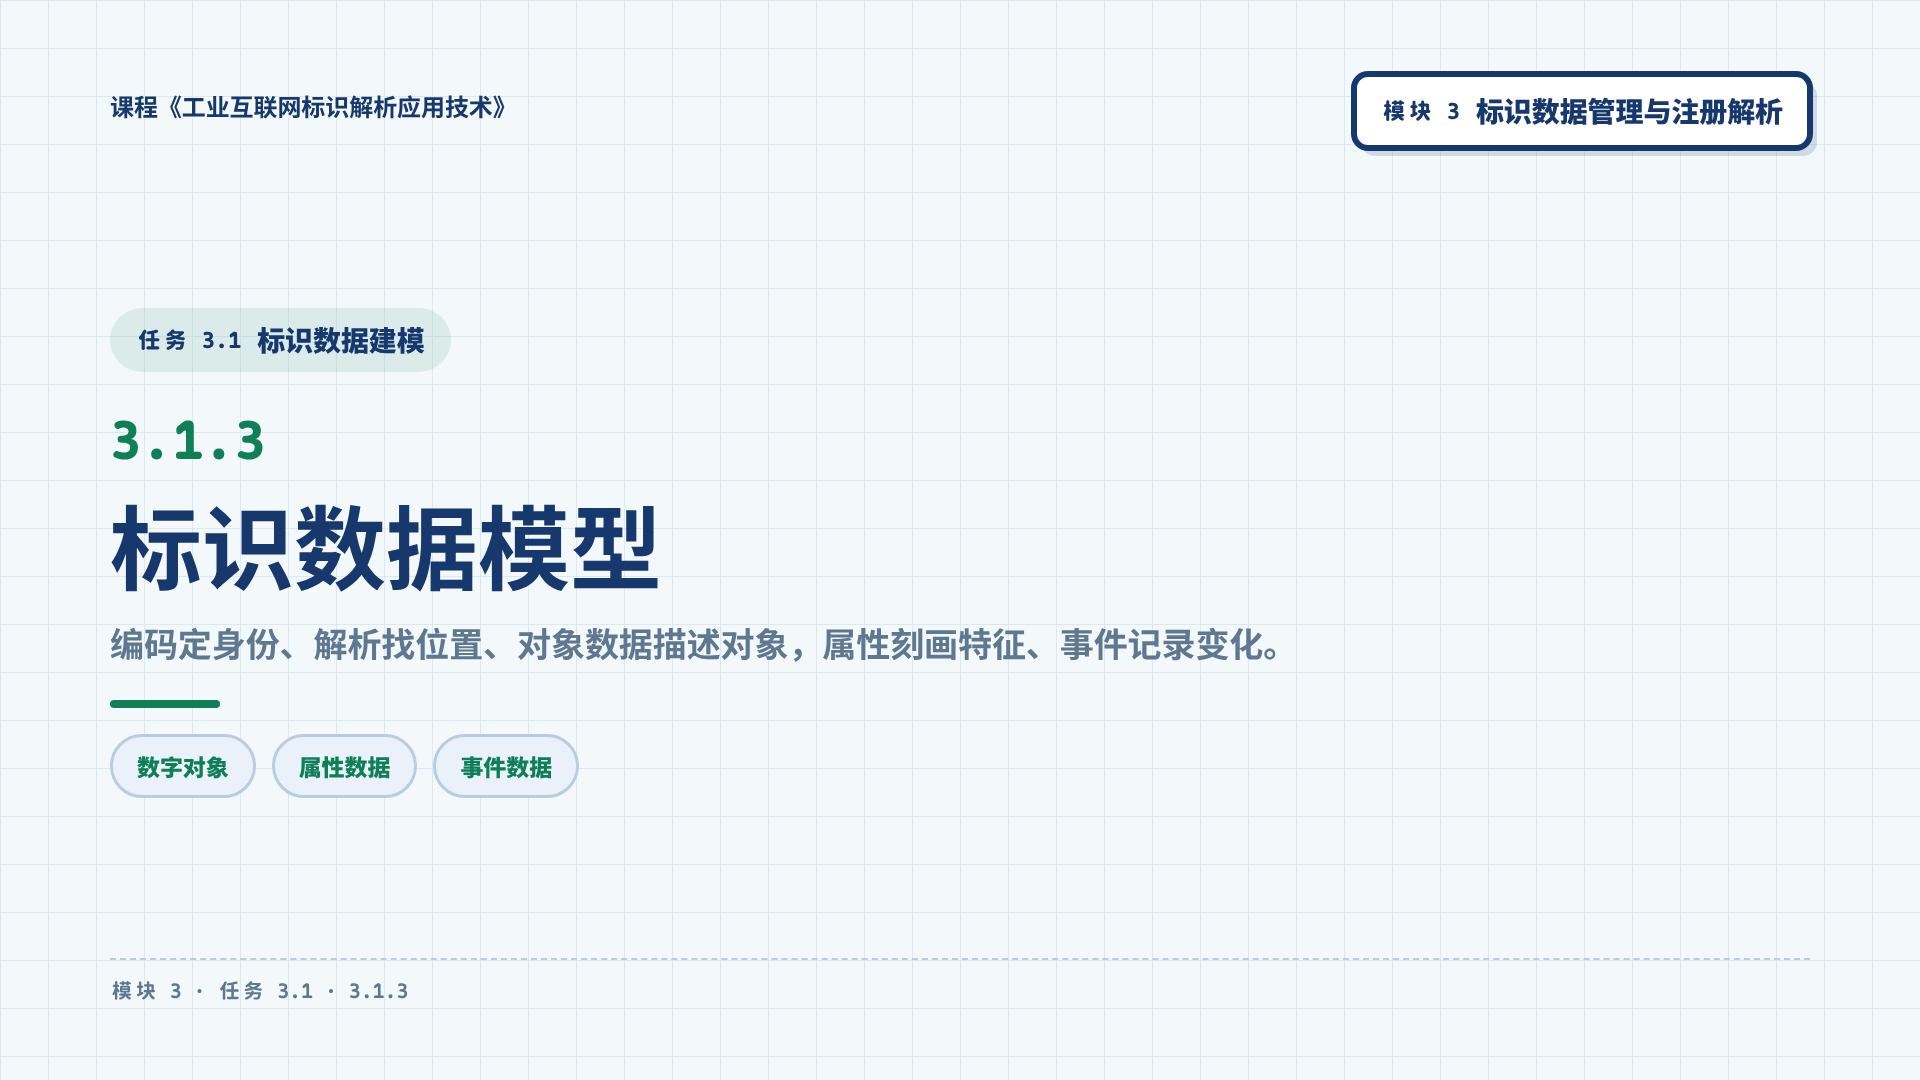 课程《工业互联网标识解析应用技术》
模块 3 标识数据管理与注册解析
任务 3.1 标识数据建模
3.1.3
标识数据模型
编码定身份、解析找位置、对象数据描述对象，属性刻画特征、事件记录变化。
数字对象
属性数据
事件数据
模块 3 · 任务 3.1 · 3.1.3